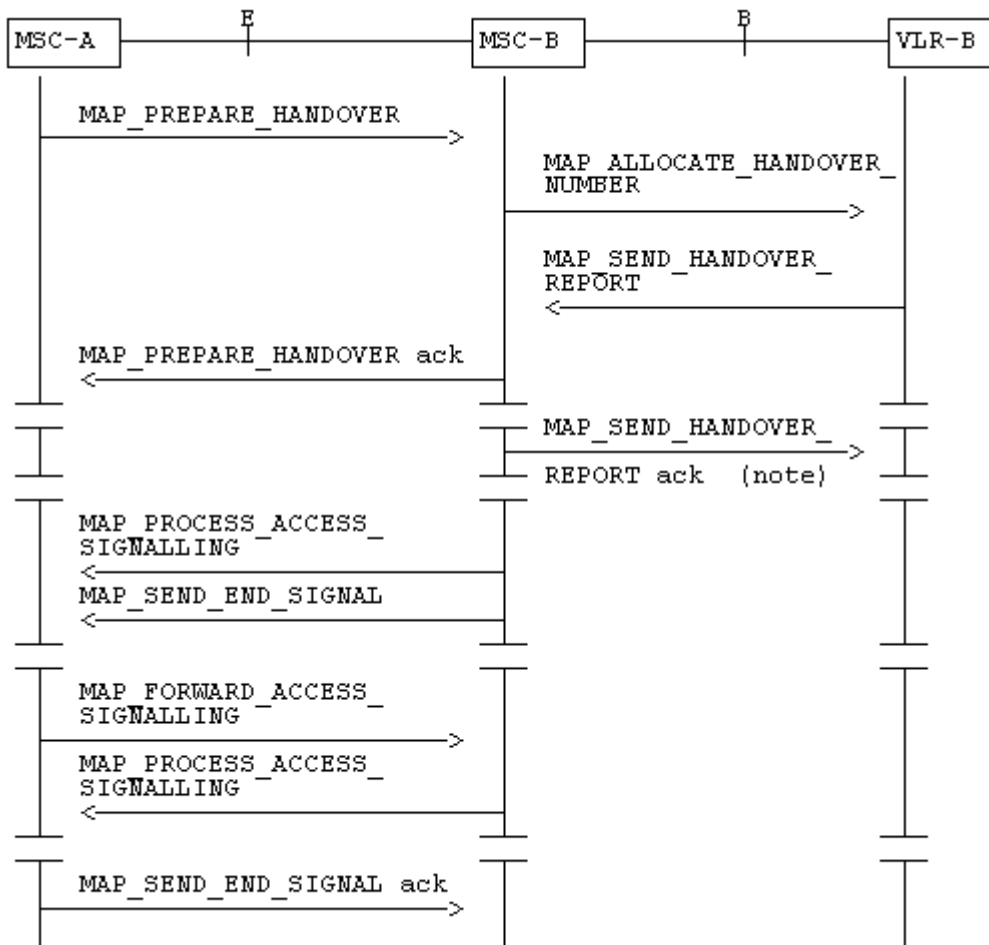 E
B
MSC-A
MSC-B
VLR-B
MAP_PREPARE_HANDOVER
MAP_ALLOCATE_HANDOVER_
NUMBER
MAP_SEND_HANDOVER_
REPORT
MAP_PREPARE_HANDOVER ack
MAP_SEND_HANDOVER_
REPORT ack (note)
MAP_PROCESS_ACCESS_
SIGNALLING
MAP_SEND_END_SIGNAL
MAP_FORWARD_ACCESS_
SIGNALLING
MAP_PROCESS_ACCESS_
SIGNALLING
MAP_SEND_END_SIGNAL ack